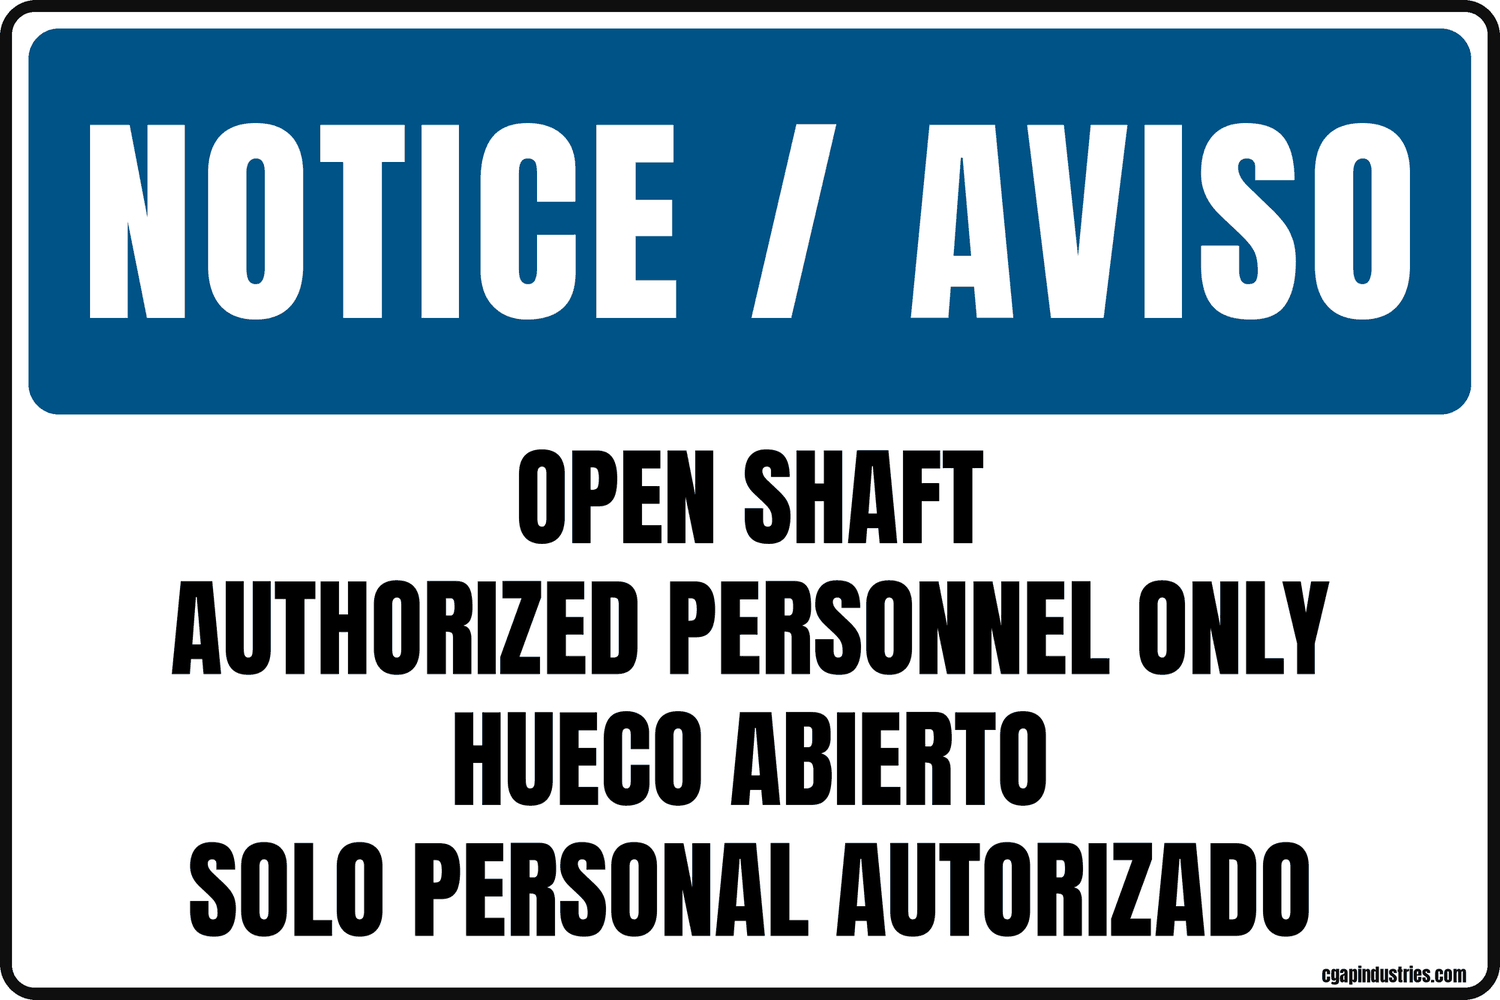 NOTICE / AVISO
OPEN SHAFT
AUTHORIZED PERSONNEL ONLY
HUECO ABIERTO
SOLO PERSONAL AUTORIZADO
cgapindustries.com